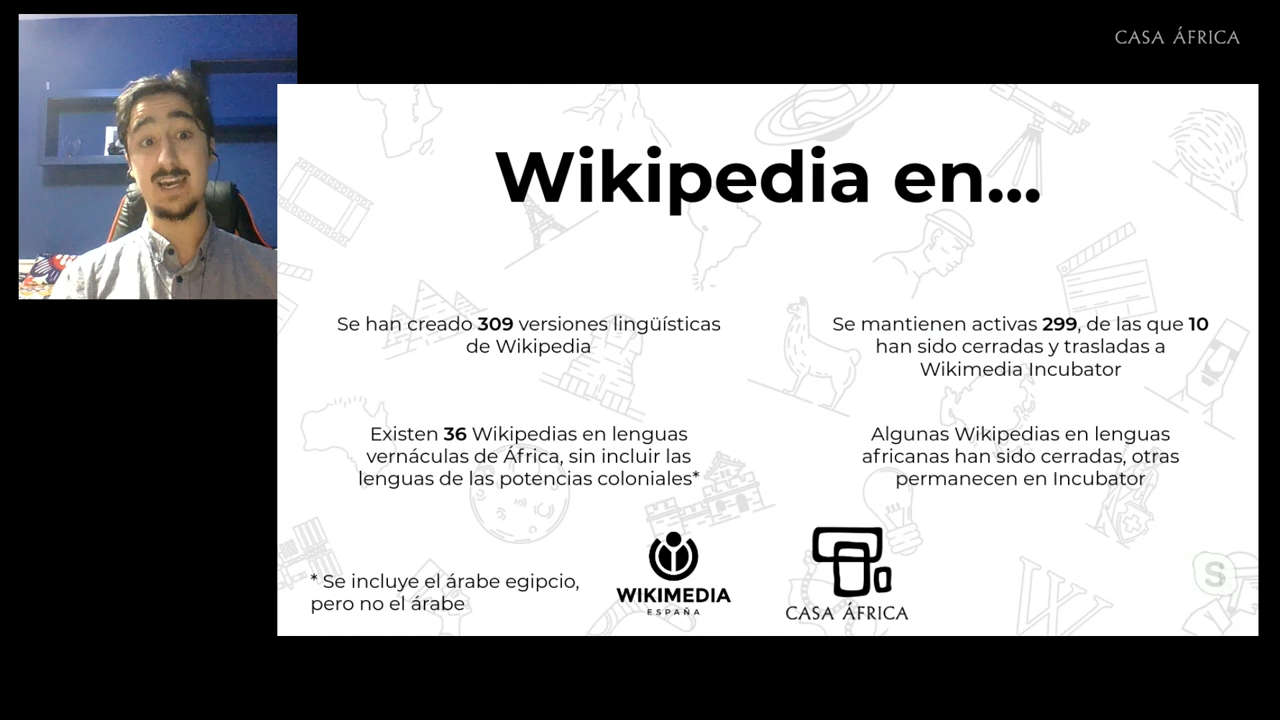 CASA ÁFRICA
Wikipedia en...
Se han creado 309 versiones lingüísticas
de Wikipedia
Se mantienen activas 299, de las que 10
han sido cerradas y trasladas a
Wikimedia Incubator
Existen 36 Wikipedias en lenguas
vernáculas de África, sin incluir las
lenguas de las potencias coloniales*
Algunas Wikipedias en lenguas
africanas han sido cerradas, otras
permanecen en Incubator
* Se incluye el árabe egipcio,
pero no el árabe
WIKIMEDIA
ESPAÑA
CASA ÁFRICA
W
S